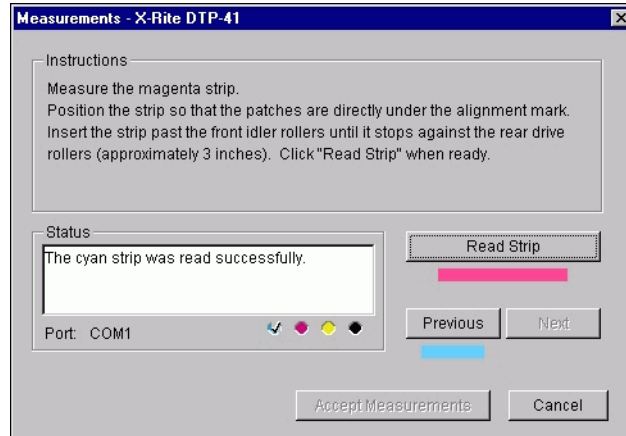 Measurements - X-Rite DTP-41
Instructions
Measure the magenta strip.
Position the strip so that the patches are directly under the alignment mark.
Insert the strip past the front idler rollers until it stops against the rear drive
rollers (approximately 3 inches).  Click "Read Strip" when ready.
Status
The cyan strip was read successfully.
Read Strip
Port:  COM1
Previous
Next
Accept Measurements
Cancel